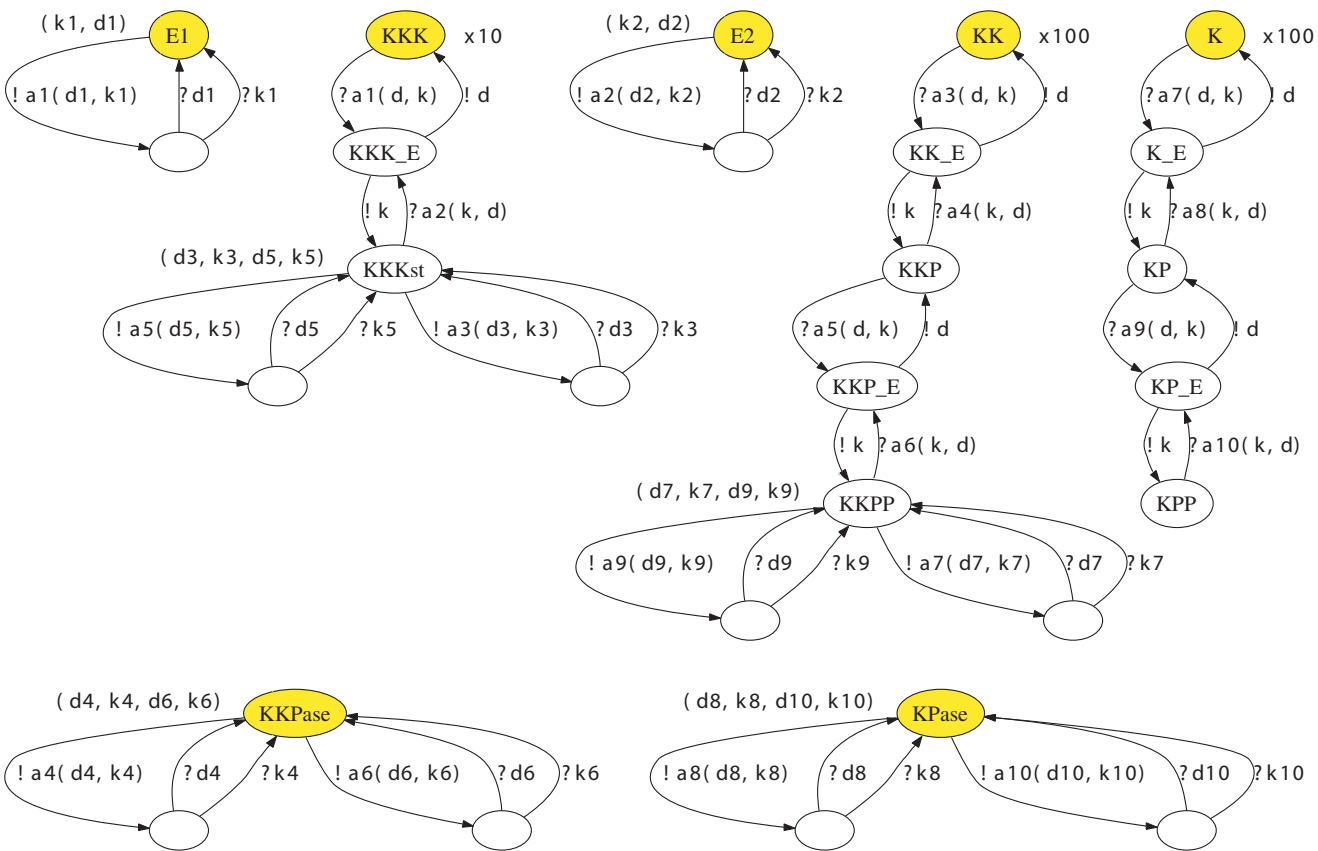 ( k1, d1)
E1
! a1( d1, k1)
?d1
?k1
KKK
x10
?a1( d, k)
! d
KKK_E
! k
?a2( k, d)
( d3, k3, d5, k5)
KKKst
! a5( d5, k5)
?d5
?k5
! a3( d3, k3)
?d3
?k3
( k2, d2)
E2
! a2( d2, k2)
?d2
?k2
KK
x100
?a3( d, k)
! d
KK_E
! k
?a4( k, d)
KKP
?a5( d, k)
! d
KKP_E
! k
?a6( k, d)
( d7, k7, d9, k9)
KKPP
! a9( d9, k9)
?d9
?k9
! a7( d7, k7)
?d7
?k7
K
x100
?a7( d, k)
! d
K_E
! k
?a8( k, d)
KP
?a9( d, k)
! d
KP_E
! k
?a10( k, d)
KPP
( d4, k4, d6, k6)
KKPase
! a4( d4, k4)
?d4
?k4
! a6( d6, k6)
?d6
?k6
( d8, k8, d10, k10)
KPase
! a8( d8, k8)
?d8
?k8
! a10( d10, k10)
?d10
?k10